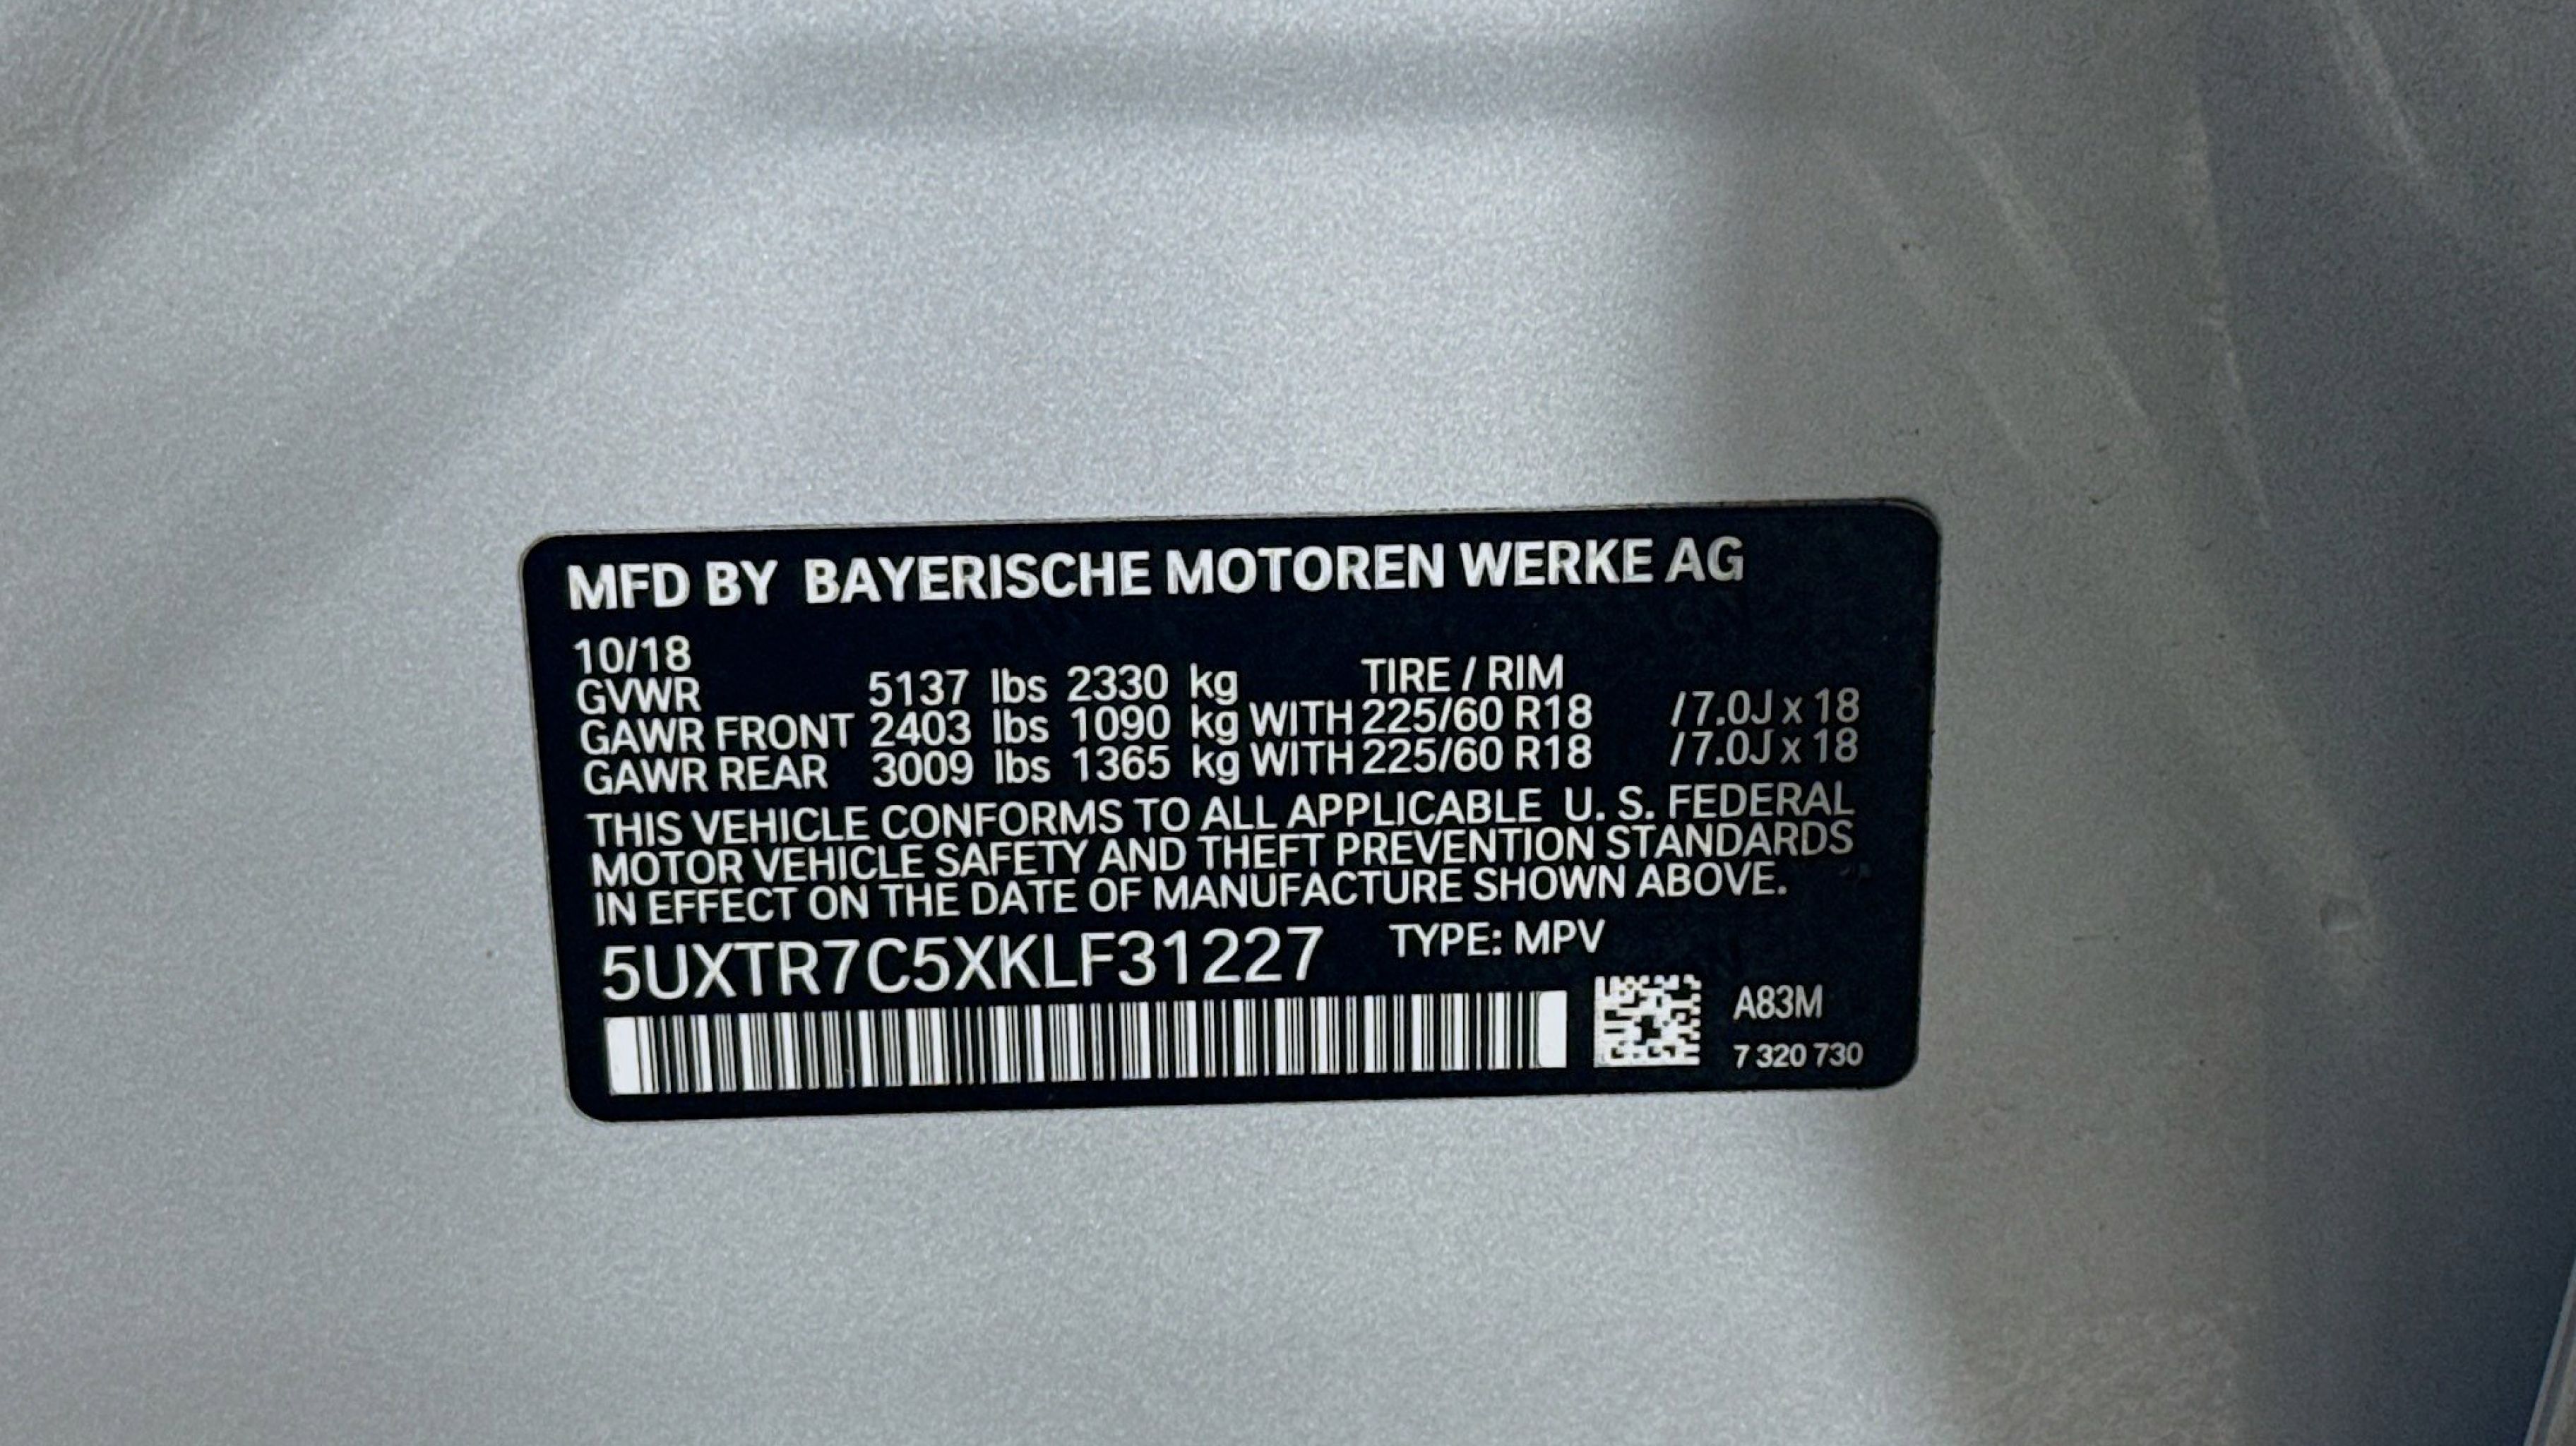 MFD BY BAYERISCHE MOTOREN WERKE AG
10/18
TIRE / RIM
GVWR 5137 lbs 2330 kg
GAWR FRONT 2403 lbs 1090 kg WITH 225/60 R18 / 7.0J x 18
GAWR REAR 3009 lbs 1365 kg WITH 225/60 R18 / 7.0J x 18
THIS VEHICLE CONFORMS TO ALL APPLICABLE U. S. FEDERAL
MOTOR VEHICLE SAFETY AND THEFT PREVENTION STANDARDS
IN EFFECT ON THE DATE OF MANUFACTURE SHOWN ABOVE.
5UXTR7C5XKLF31227 TYPE: MPV
A83M
7 320 730